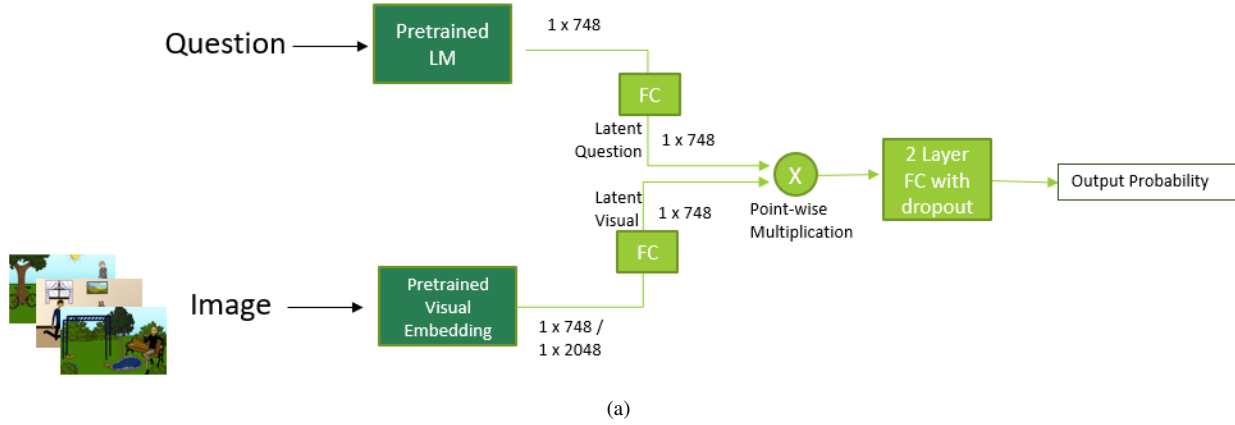 Question
Pretrained
LM
1 x 748
FC
Latent
Question
1 x 748
Latent
Visual
1 x 748
FC
Image
Pretrained
Visual
Embedding
1 x 748 /
1 x 2048
X
Point-wise
Multiplication
2 Layer
FC with
dropout
Output Probability
(a)